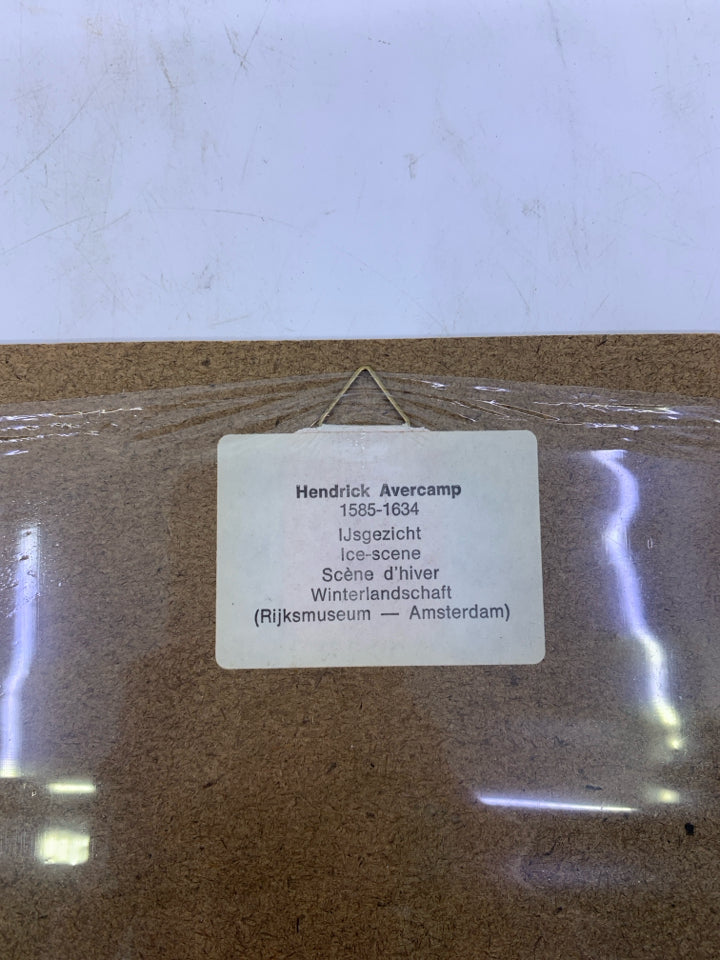 Hendrick Avercamp
1585-1634
IJsgezicht
Ice-scene
Scène d'hiver
Winterlandschaft
(Rijksmuseum — Amsterdam)